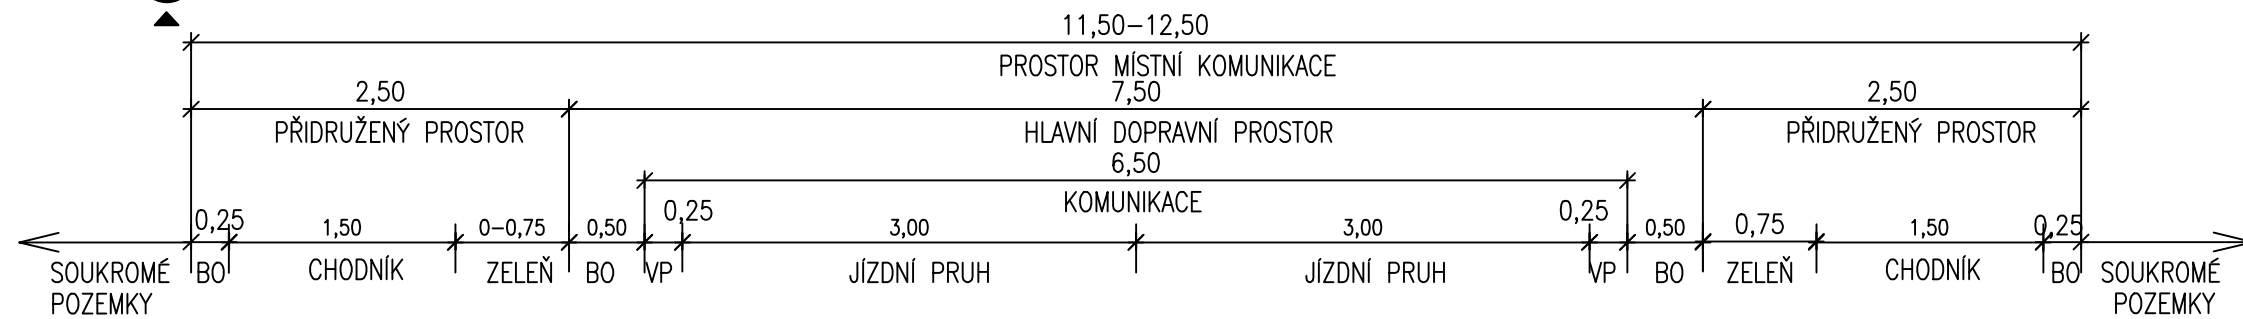 11,50-12,50
PROSTOR MÍSTNÍ KOMUNIKACE
2,50 7,50 2,50
PŘIDRUŽENÝ PROSTOR HLAVNÍ DOPRAVNÍ PROSTOR PŘIDRUŽENÝ PROSTOR
6,50
KOMUNIKACE
0,25 1,50 0-0,75 0,50 0,25 3,00 3,00 0,25 0,50 0,75 1,50 0,25
SOUKROMÉ BO CHODNÍK ZELEŇ BO VP JÍZDNÍ PRUH JÍZDNÍ PRUH VP BO ZELEŇ CHODNÍK BO SOUKROMÉ
POZEMKY POZEMKY